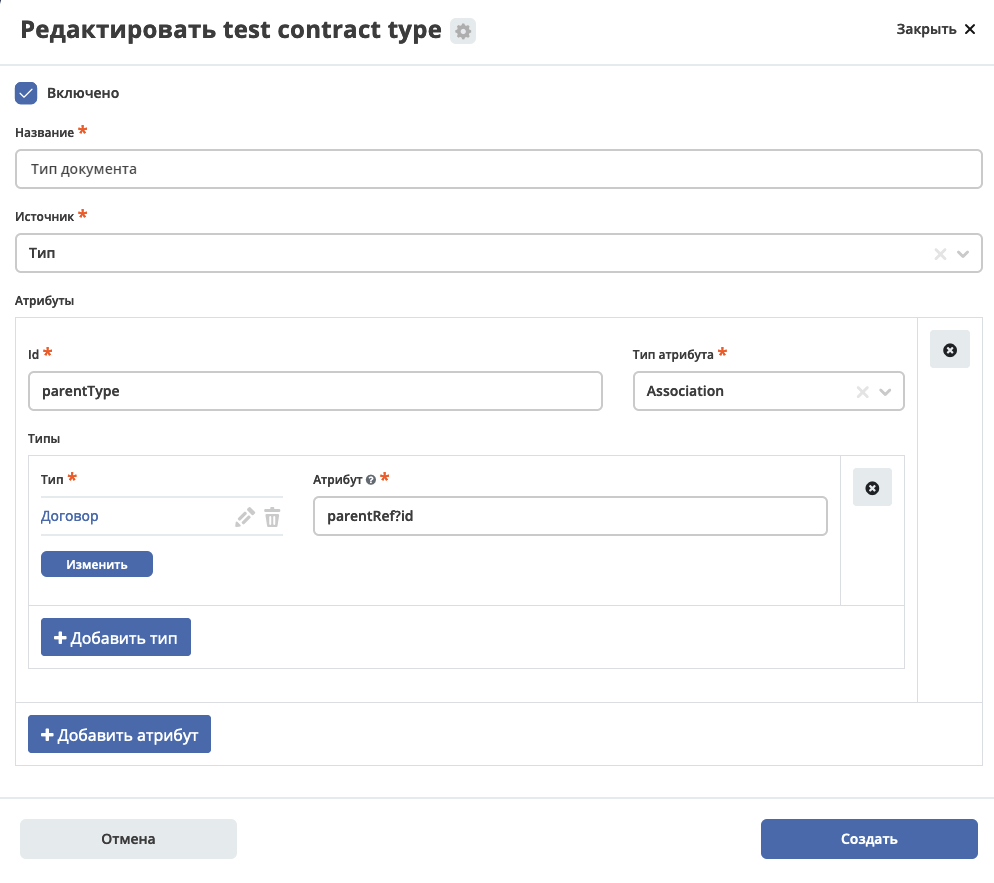 Редактировать test contract type
Закрыть
Включено
Название *
Тип документа
Источник *
Тип
Атрибуты
Id *
Тип атрибута *
parentType
Association
Типы
Тип *
Атрибут ? *
Договор
parentRef?id
Изменить
+ Добавить тип
+ Добавить атрибут
Отмена
Создать